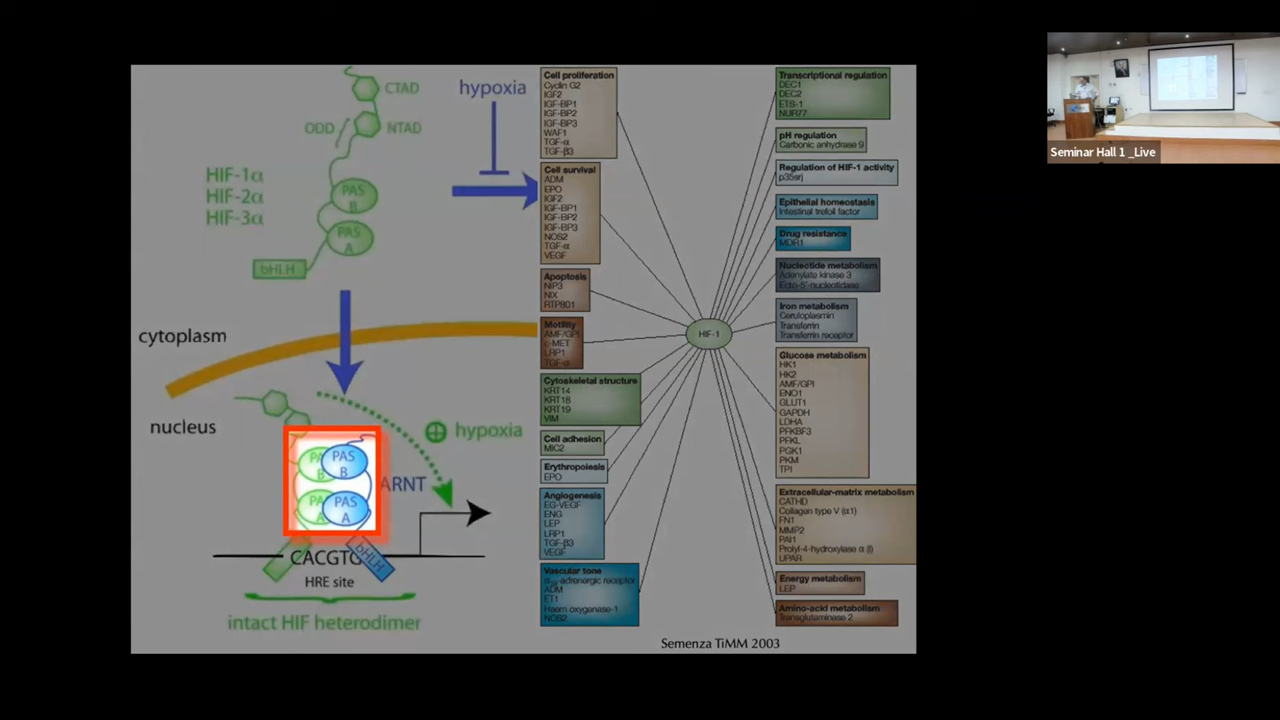 CTAD
ODD
NTAD
hypoxia
HIF-1α
HIF-2α
HIF-3α
PAS
B
PAS
A
bHLH
cytoplasm
nucleus
hypoxia
PAS
B
PAS
A
ARNT
CACGTG
bHLH
HRE site
intact HIF heterodimer
Cell proliferation
Cyclin G2
IGF2
IGF-BP1
IGF-BP2
IGF-BP3
WAF1
TGF-α
TGF-β3
Cell survival
ADM
EPO
IGF2
IGF-BP1
IGF-BP2
IGF-BP3
NOS2
TGF-α
VEGF
Apoptosis
NIP3
NIX
RTP801
Motility
AMF/GPI
c-MET
LRP1
TGF-α
Cytoskeletal structure
KRT14
KRT18
KRT19
VIM
Cell adhesion
MIC2
Erythropoiesis
EPO
Angiogenesis
EG-VEGF
ENG
LEP
LRP1
TGF-β3
VEGF
Vascular tone
adrenergic receptor
ADM
ET1
Haem oxygenase-1
NOS2
HIF-1
Transcriptional regulation
DEC1
DEC2
ETS-1
NUR77
pH regulation
Carbonic anhydrase 9
Regulation of HIF-1 activity
p35srj
Epithelial homeostasis
Intestinal trefoil factor
Drug resistance
MDR1
Nucleotide metabolism
Adenylate kinase 3
Ecto-5'-nucleotidase
Iron metabolism
Ceruloplasmin
Transferrin
Transferrin receptor
Glucose metabolism
HK1
HK2
AMF/GPI
ENO1
GLUT1
GAPDH
LDHA
PFKBF3
PFKL
PGK1
PKM
TPI
Extracellular-matrix metabolism
CATHD
Collagen type V (α1)
FN1
MMP2
PAI1
Prolyl-4-hydroxylase α (I)
UPAR
Energy metabolism
LEP
Amino-acid metabolism
Transglutaminase 2
Semenza TiMM 2003
Seminar Hall 1 _Live